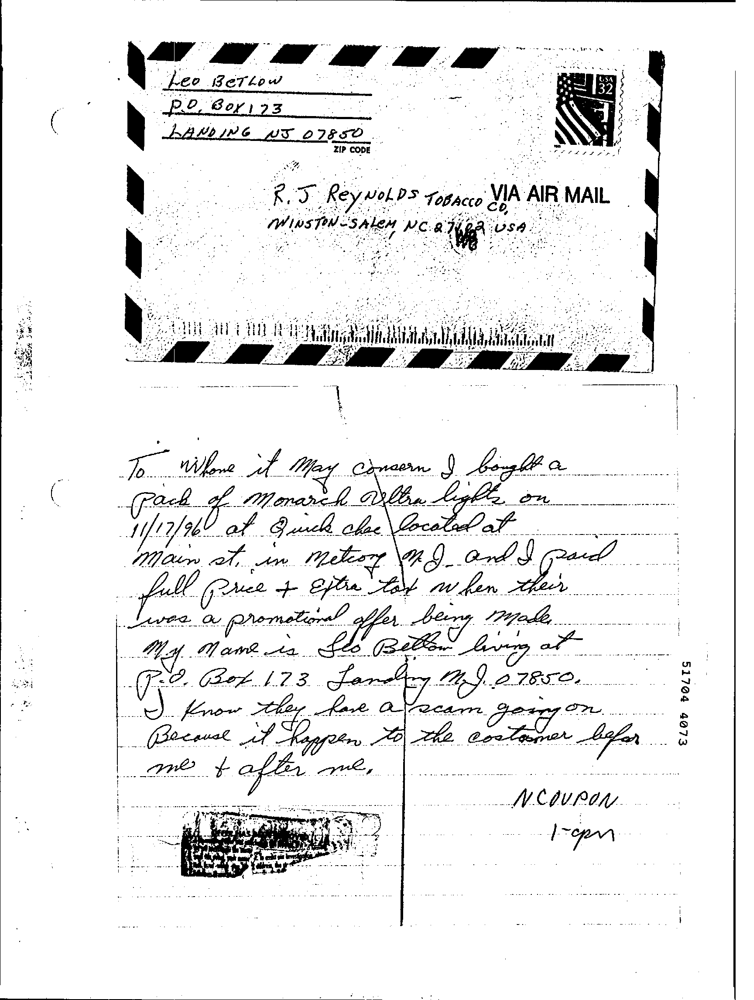 Leo BeTLOW
P.O. BOX 173
LANDING NJ 07850
ZIP CODE
USA
32
VIA AIR MAIL
R. J ReyNOLDS TOBACCO CO,
WINSTON-SALEM, NC USA
To Whome it May consern I bought a
Pack of Monarch Ultra lights on
11/17/96 at Quick chec located at
Main st. in Metcong N.J. and I paid
full Price + Extra tax when their
was a promotional offer being made,
My Name is Leo Betlow living at
P.O. Box 173 Landing N.J. 07850.
I Know they have a scam going on
Because it happen to the costomer befor
me + after me.
N COUPON
51704 4073